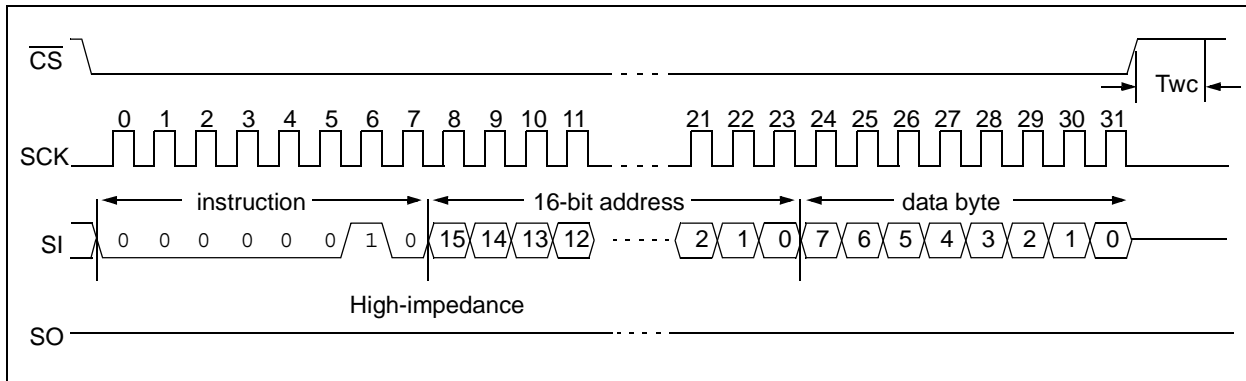 CS
Twc
0 1 2 3 4 5 6 7 8 9 10 11 21 22 23 24 25 26 27 28 29 30 31
SCK
instruction 16-bit address data byte
SI 0 0 0 0 0 0 1 0 15 14 13 12 2 1 0 7 6 5 4 3 2 1 0
High-impedance
SO